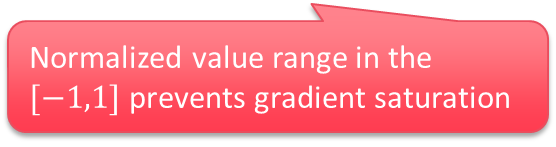 Normalized value range in the
[−1,1] prevents gradient saturation